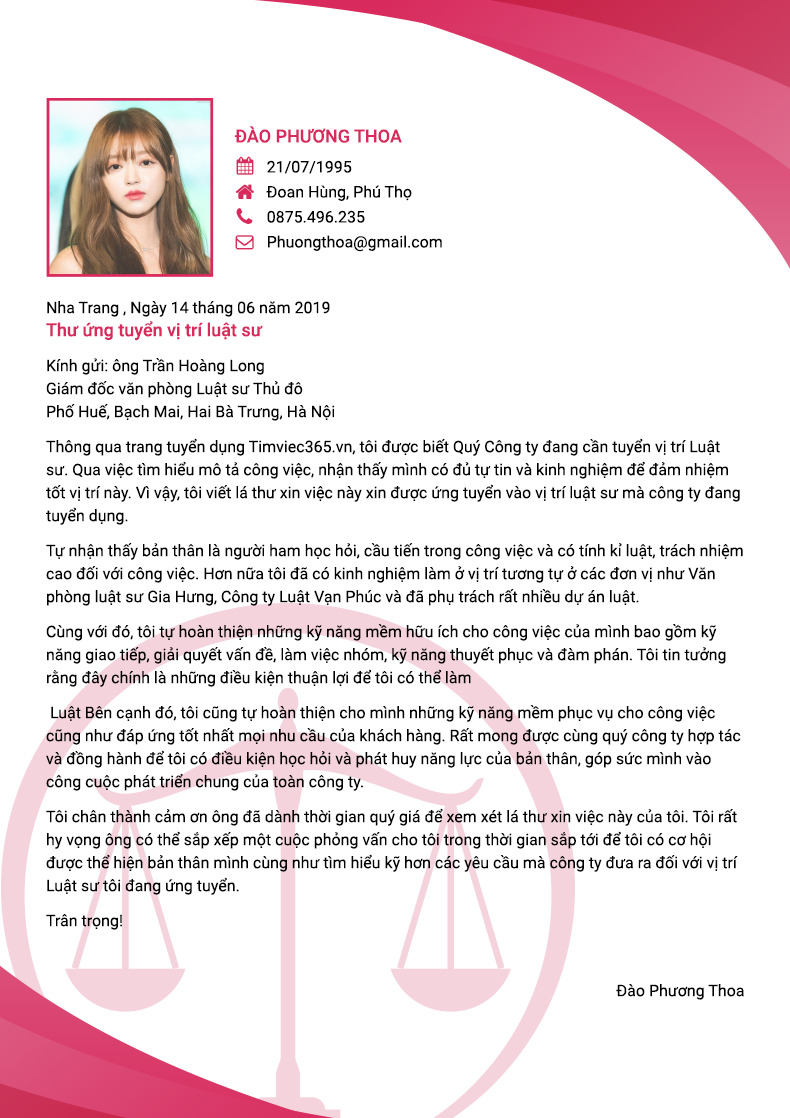 ĐÀO PHƯƠNG THOA
21/07/1995
Đoan Hùng, Phú Thọ
0875.496.235
Phuongthoa@gmail.com
Nha Trang , Ngày 14 tháng 06 năm 2019
Thư ứng tuyển vị trí luật sư
Kính gửi: ông Trần Hoàng Long
Giám đốc văn phòng Luật sư Thủ đô
Phố Huế, Bạch Mai, Hai Bà Trưng, Hà Nội
Thông qua trang tuyển dụng Timviec365.vn, tôi được biết Quý Công ty đang cần tuyển vị trí Luật
sư. Qua việc tìm hiểu mô tả công việc, nhận thấy mình có đủ tự tin và kinh nghiệm để đảm nhiệm
tốt vị trí này. Vì vậy, tôi viết lá thư xin việc này xin được ứng tuyển vào vị trí luật sư mà công ty đang
tuyển dụng.
Tự nhận thấy bản thân là người ham học hỏi, cầu tiến trong công việc và có tính kỉ luật, trách nhiệm
cao đối với công việc. Hơn nữa tôi đã có kinh nghiệm làm ở vị trí tương tự ở các đơn vị như Văn
phòng luật sư Gia Hưng, Công ty Luật Vạn Phúc và đã phụ trách rất nhiều dự án luật.
Cùng với đó, tôi tự hoàn thiện những kỹ năng mềm hữu ích cho công việc của mình bao gồm kỹ
năng giao tiếp, giải quyết vấn đề, làm việc nhóm, kỹ năng thuyết phục và đàm phán. Tôi tin tưởng
rằng đây chính là những điều kiện thuận lợi để tôi có thể làm
Luật Bên cạnh đó, tôi cũng tự hoàn thiện cho mình những kỹ năng mềm phục vụ cho công việc
cũng như đáp ứng tốt nhất mọi nhu cầu của khách hàng. Rất mong được cùng quý công ty hợp tác
và đồng hành để tôi có điều kiện học hỏi và phát huy năng lực của bản thân, góp sức mình vào
công cuộc phát triển chung của toàn công ty.
Tôi chân thành cảm ơn ông đã dành thời gian quý giá để xem xét lá thư xin việc này của tôi. Tôi rất
hy vọng ông có thể sắp xếp một cuộc phỏng vấn cho tôi trong thời gian sắp tới để tôi có cơ hội
được thể hiện bản thân mình cùng như tìm hiểu kỹ hơn các yêu cầu mà công ty đưa ra đối với vị trí
Luật sư tôi đang ứng tuyển.
Trân trọng!
Đào Phương Thoa